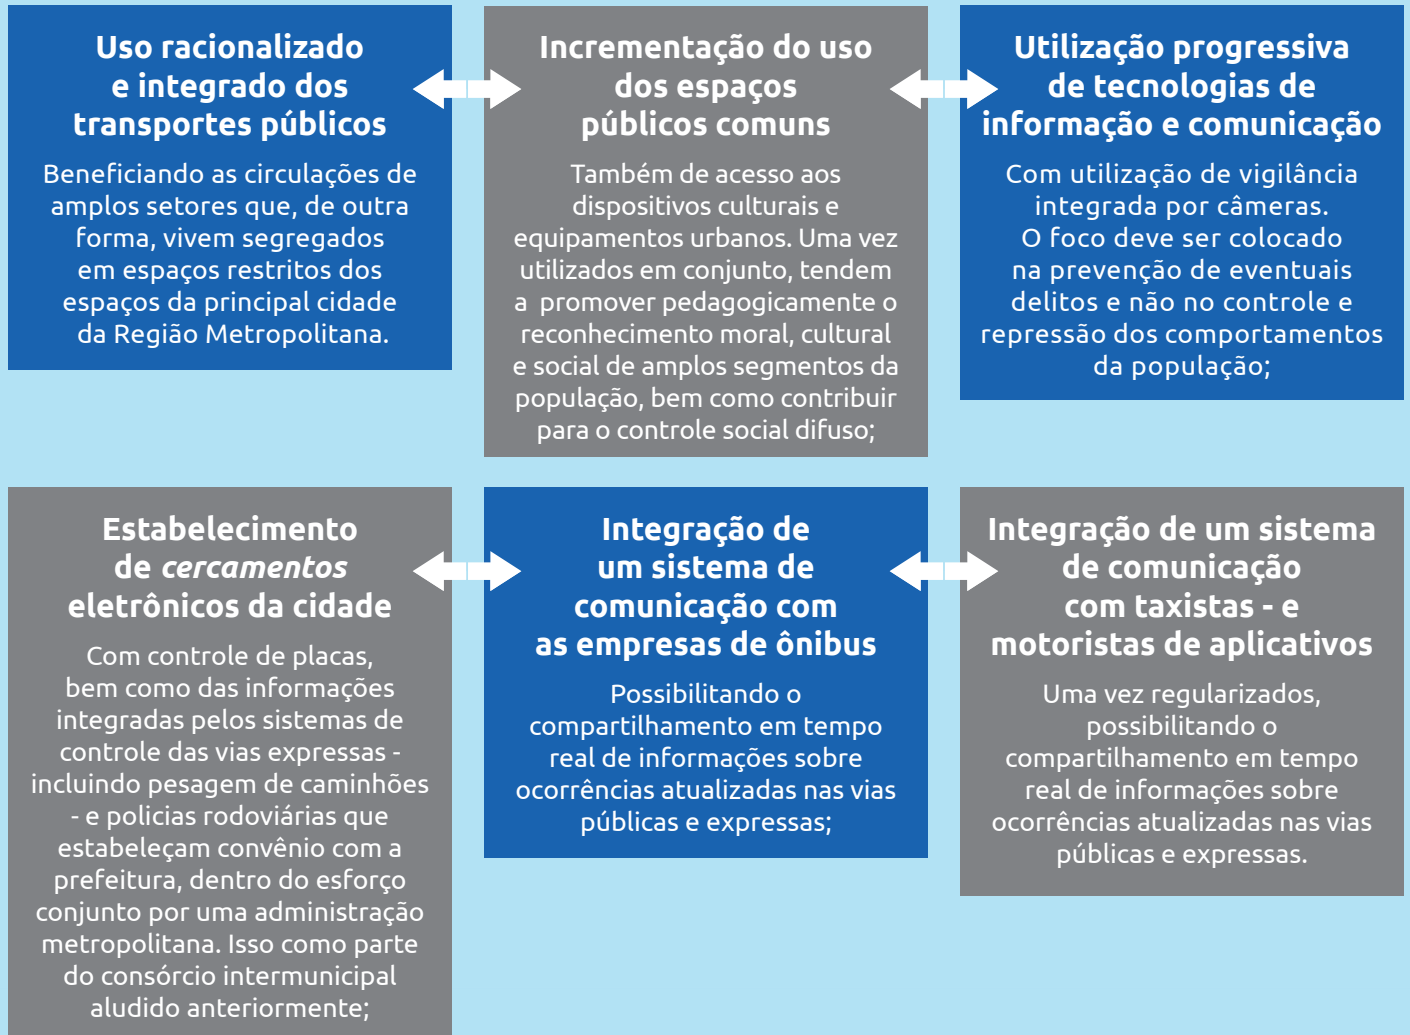 Uso racionalizado
e integrado dos
transportes públicos
Beneficiando as circulações de
amplos setores que, de outra
forma, vivem segregados
em espaços restritos dos
espaços da principal cidade
da Região Metropolitana.
Incrementação do uso
dos espaços
públicos comuns
Também de acesso aos
dispositivos culturais e
equipamentos urbanos. Uma vez
utilizados em conjunto, tendem
a promover pedagogicamente o
reconhecimento moral, cultural
e social de amplos segmentos da
população, bem como contribuir
para o controle social difuso;
Utilização progressiva
de tecnologias de
informação e comunicação
Com utilização de vigilância
integrada por câmeras.
O foco deve ser colocado
na prevenção de eventuais
delitos e não no controle e
repressão dos comportamentos
da população;
Estabelecimento
de cercamentos
eletrônicos da cidade
Com controle de placas,
bem como das informações
integradas pelos sistemas de
controle das vias expressas -
incluindo pesagem de caminhões
- e policias rodoviárias que
estabeleçam convênio com a
prefeitura, dentro do esforço
conjunto por uma administração
metropolitana. Isso como parte
do consórcio intermunicipal
aludido anteriormente;
Integração de
um sistema de
comunicação com
as empresas de ônibus
Possibilitando o
compartilhamento em tempo
real de informações sobre
ocorrências atualizadas nas vias
públicas e expressas;
Integração de um sistema
de comunicação
com taxistas - e
motoristas de aplicativos
Uma vez regularizados,
possibilitando o
compartilhamento em tempo
real de informações sobre
ocorrências atualizadas nas vias
públicas e expressas.